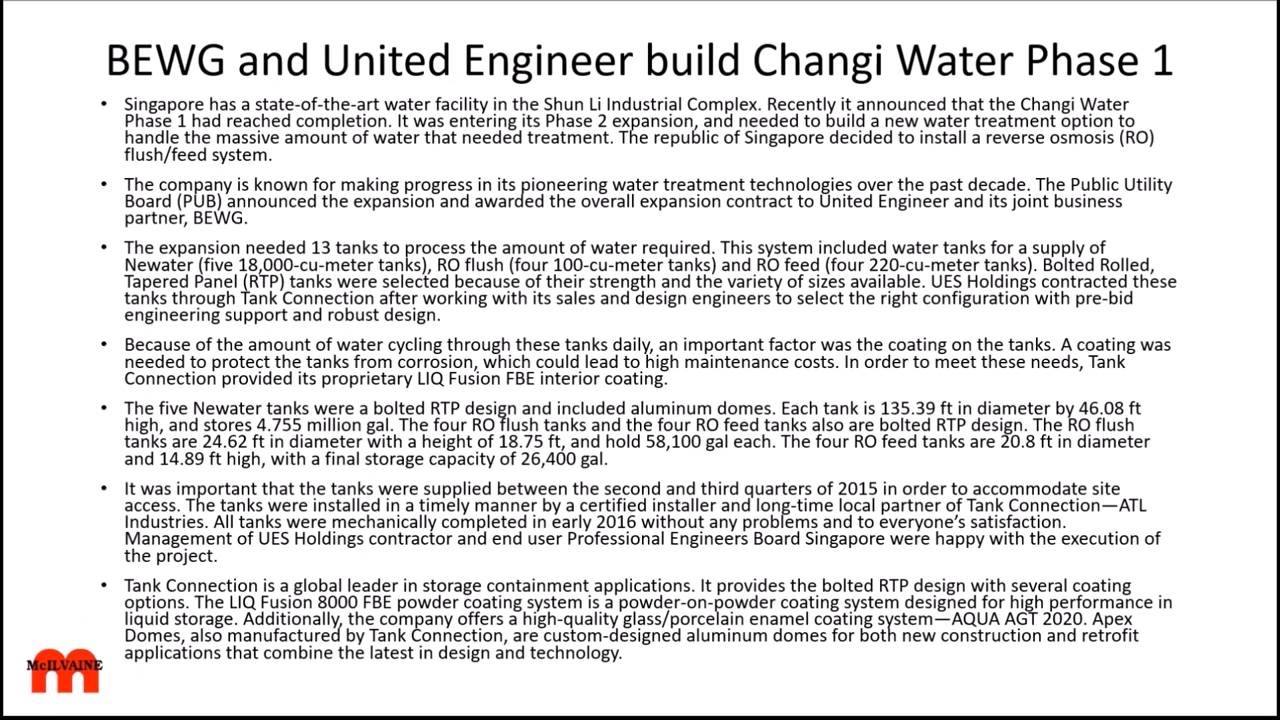 BEWG and United Engineer build Changi Water Phase 1
• Singapore has a state-of-the-art water facility in the Shun Li Industrial Complex. Recently it announced that the Changi Water
Phase 1 had reached completion. It was entering its Phase 2 expansion, and needed to build a new water treatment option to
handle the massive amount of water that needed treatment. The republic of Singapore decided to install a reverse osmosis (RO)
flush/feed system.
• The company is known for making progress in its pioneering water treatment technologies over the past decade. The Public Utility
Board (PUB) announced the expansion and awarded the overall expansion contract to United Engineer and its joint business
partner, BEWG.
• The expansion needed 13 tanks to process the amount of water required. This system included water tanks for a supply of
Newater (five 18,000-cu-meter tanks), RO flush (four 100-cu-meter tanks) and RO feed (four 220-cu-meter tanks). Bolted Rolled,
Tapered Panel (RTP) tanks were selected because of their strength and the variety of sizes available. UES Holdings contracted these
tanks through Tank Connection after working with its sales and design engineers to select the right configuration with pre-bid
engineering support and robust design.
• Because of the amount of water cycling through these tanks daily, an important factor was the coating on the tanks. A coating was
needed to protect the tanks from corrosion, which could lead to high maintenance costs. In order to meet these needs, Tank
Connection provided its proprietary LIQ Fusion FBE interior coating.
• The five Newater tanks were a bolted RTP design and included aluminum domes. Each tank is 135.39 ft in diameter by 46.08 ft
high, and stores 4.755 million gal. The four RO flush tanks and the four RO feed tanks also are bolted RTP design. The RO flush
tanks are 24.62 ft in diameter with a height of 18.75 ft, and hold 58,100 gal each. The four RO feed tanks are 20.8 ft in diameter
and 14.89 ft high, with a final storage capacity of 26,400 gal.
• It was important that the tanks were supplied between the second and third quarters of 2015 in order to accommodate site
access. The tanks were installed in a timely manner by a certified installer and long-time local partner of Tank Connection—ATL
Industries. All tanks were mechanically completed in early 2016 without any problems and to everyone’s satisfaction.
Management of UES Holdings contractor and end user Professional Engineers Board Singapore were happy with the execution of
the project.
• Tank Connection is a global leader in storage containment applications. It provides the bolted RTP design with several coating
options. The LIQ Fusion 8000 FBE powder coating system is a powder-on-powder coating system designed for high performance in
liquid storage. Additionally, the company offers a high-quality glass/porcelain enamel coating system—AQUA AGT 2020. Apex
Domes, also manufactured by Tank Connection, are custom-designed aluminum domes for both new construction and retrofit
applications that combine the latest in design and technology.
McILVAINE